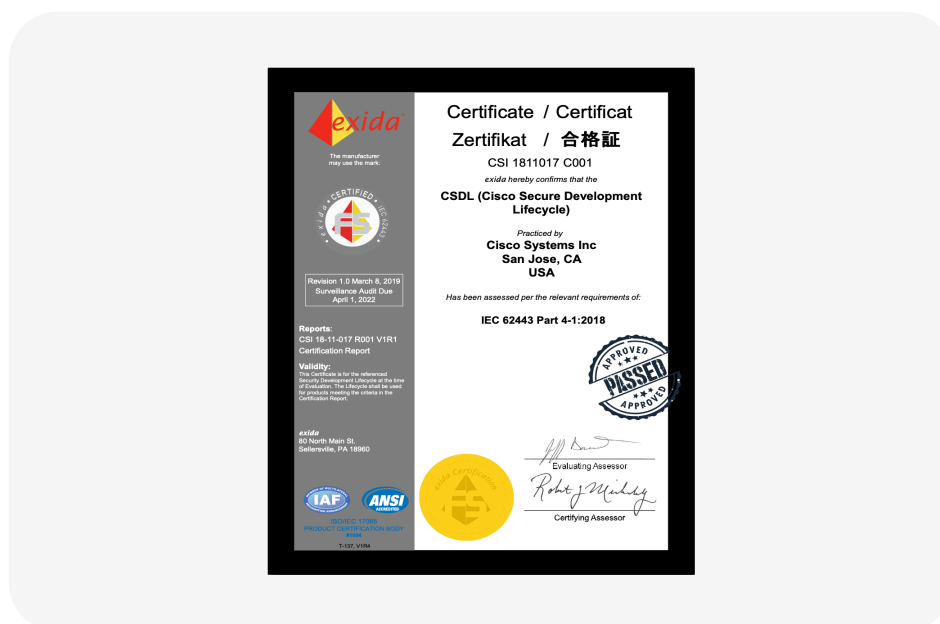 exida
The manufacturer
may use the mark:
CERTIFIED
exida
IEC 62443
FS
Revision 1.0 March 8, 2019
Surveillance Audit Due
April 1, 2022
Reports:
CSI 18-11-017 R001 V1R1
Certification Report
Validity:
This Certificate is for the referenced
Security Development Lifecycle at the time
of Evaluation. The Lifecycle shall be used
for products meeting the criteria in the
Certification Report.
exida
80 North Main St.
Sellersville, PA 18960
IAF
ANSI
ACCREDITED
ISO/IEC 17065
PRODUCT CERTIFICATION BODY
T-137, V1R4
Certificate / Certificat
Zertifikat / 合格証
CSI 1811017 C001
exida hereby confirms that the
CSDL (Cisco Secure Development
Lifecycle)
Practiced by
Cisco Systems Inc
San Jose, CA
USA
Has been assessed per the relevant requirements of:
IEC 62443 Part 4-1:2018
APPROVED
PASSED
APPROVED
exida Certification
FS
Evaluating Assessor
Certifying Assessor